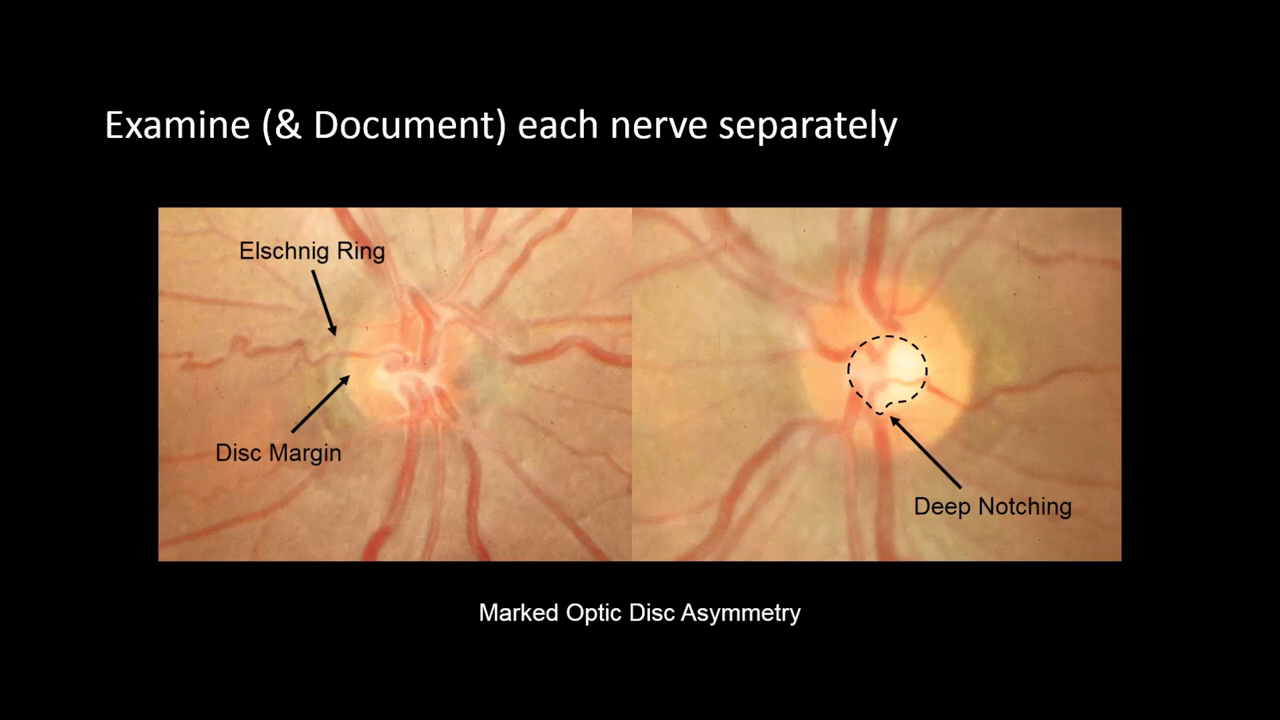 Examine (& Document) each nerve separately
Elschnig Ring
Disc Margin
Deep Notching
Marked Optic Disc Asymmetry